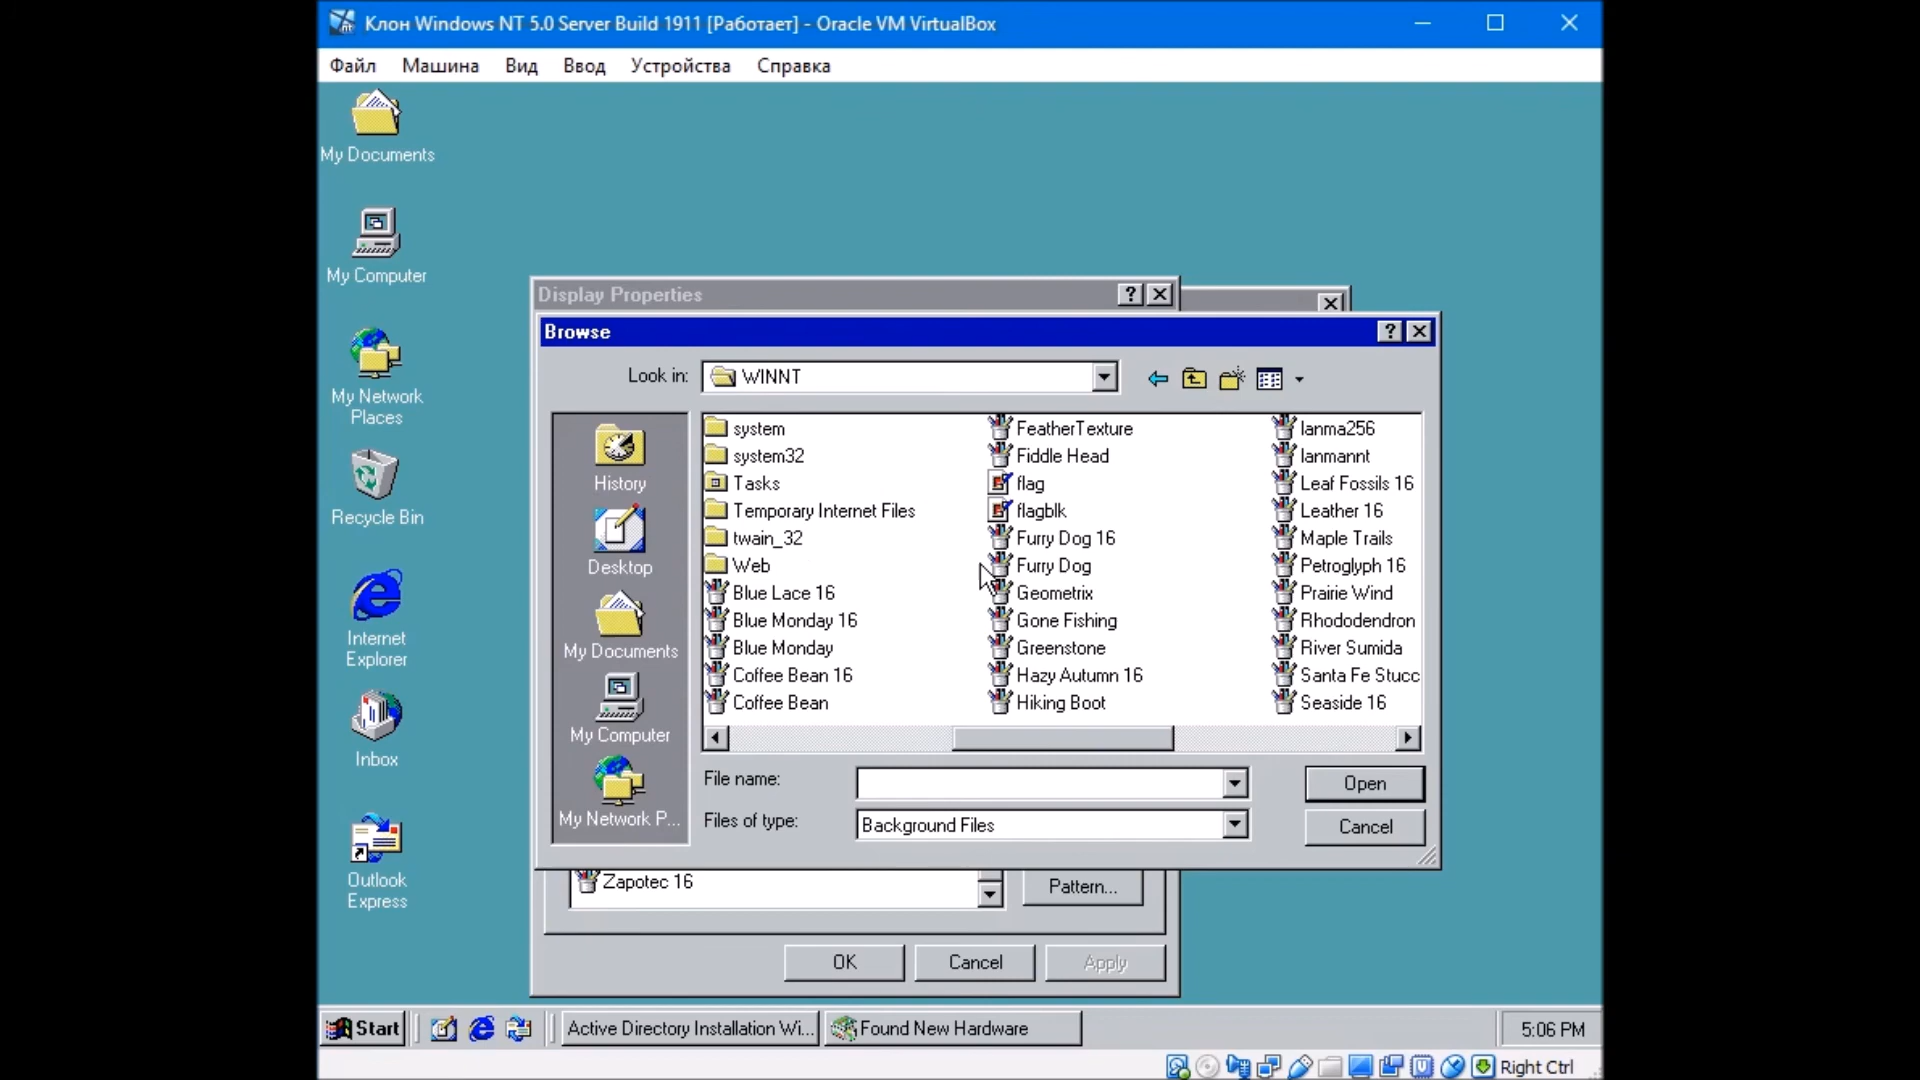 Клон Windows NT 5.0 Server Build 1911 [Работает] - Oracle VM VirtualBox
Файл Машина Вид Ввод Устройства Справка
My Documents
My Computer
My Network
Places
Recycle Bin
Internet
Explorer
Inbox
Outlook
Express
Display Properties
Browse
Look in: WINNT
History
Desktop
My Documents
My Computer
My Network P...
system
system32
Tasks
Temporary Internet Files
twain_32
Web
Blue Lace 16
Blue Monday 16
Blue Monday
Coffee Bean 16
Coffee Bean
FeatherTexture
Fiddle Head
flag
flagblk
Furry Dog 16
Furry Dog
Geometrix
Gone Fishing
Greenstone
Hazy Autumn 16
Hiking Boot
lanma256
lanmannt
Leaf Fossils 16
Leather 16
Maple Trails
Petroglyph 16
Prairie Wind
Rhododendron
River Sumida
Santa Fe Stucc
Seaside 16
File name:
Open
Files of type: Background Files
Cancel
Zapotec 16
Pattern...
OK Cancel Apply
Start Active Directory Installation Wi... Found New Hardware 5:06 PM
Right Ctrl